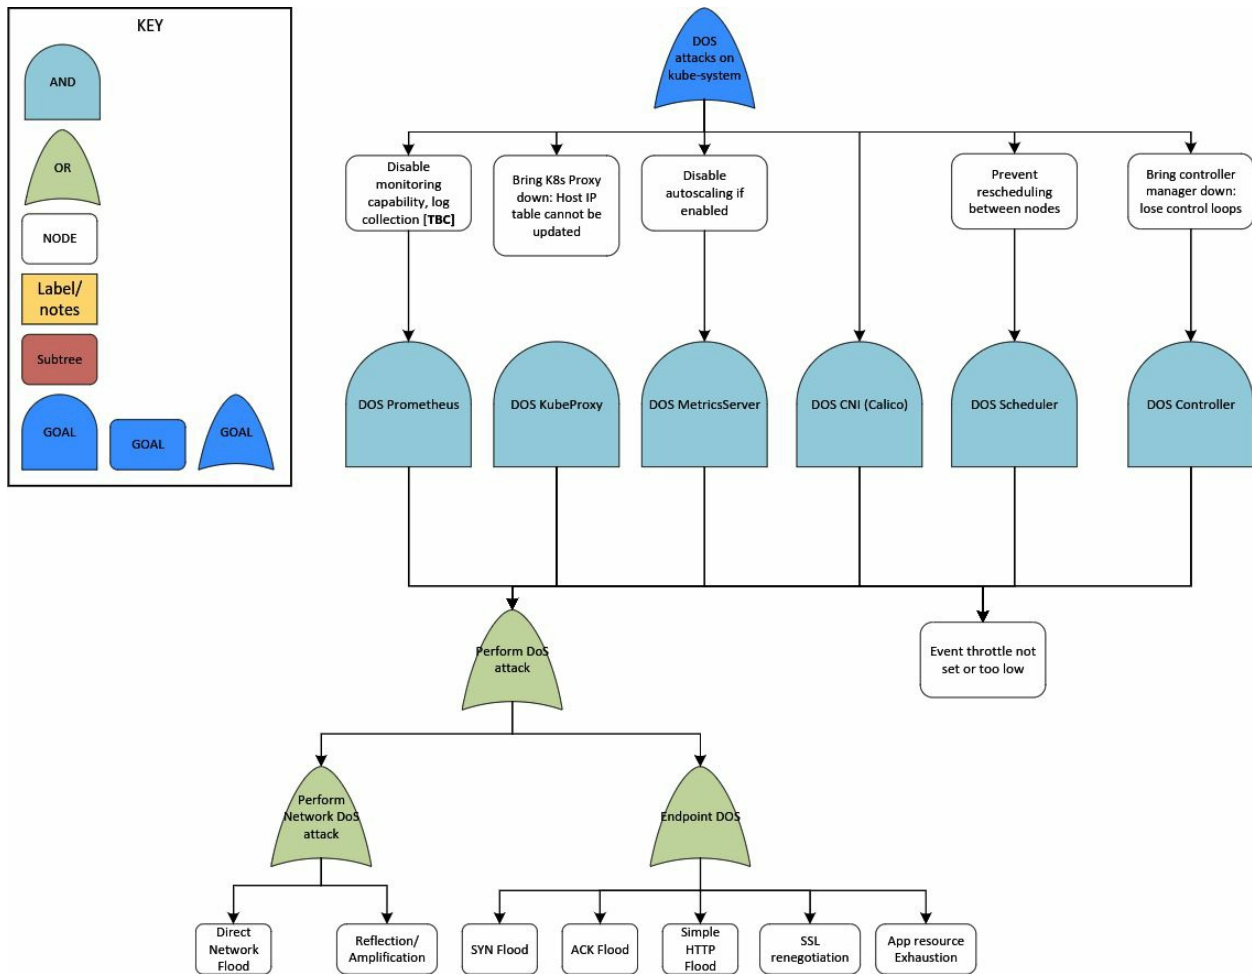 KEY
AND
OR
NODE
Label/
notes
Subtree
GOAL
GOAL
GOAL
DOS
attacks on
kube-system
Disable
monitoring
capability, log
collection [TBC]
Bring K8s Proxy
down: Host IP
table cannot be
updated
Disable
autoscaling if
enabled
Prevent
rescheduling
between nodes
Bring controller
manager down:
lose control loops
DOS Prometheus
DOS KubeProxy
DOS MetricsServer
DOS CNI (Calico)
DOS Scheduler
DOS Controller
Perform DoS
attack
Event throttle not
set or too low
Perform
Network DoS
attack
Endpoint DOS
Direct
Network
Flood
Reflection/
Amplification
SYN Flood
ACK Flood
Simple
HTTP
Flood
SSL
renegotiation
App resource
Exhaustion